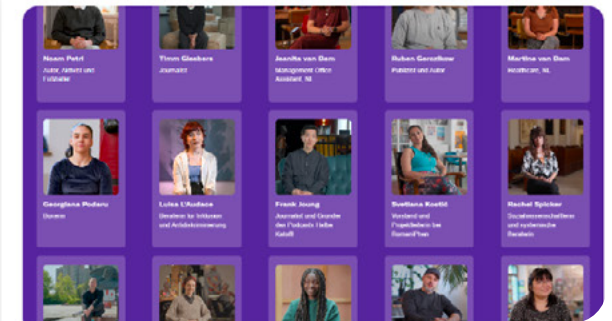 Noam Petri
Autor, Aktivist und
Fußballer
Timm Giesbers
Journalist
Jeanita van Dam
Management Office
Assistant NL
Ruben Gerczikow
Publizist und Autor
Martina van Dam
Healthcare, NL
Georgiana Podaru
Boxerin
Luisa L'Audace
Beraterin für Inklusion
und Antidiskriminierung
Frank Joung
Journalist und Gründer
des Podcasts Halbe
Katoffl
Svetlana Kostić
Vorstand und
Projektleiterin bei
RomaniPhen
Rachel Spicker
Sozialwissenschaftlerin
und systemische
Beraterin